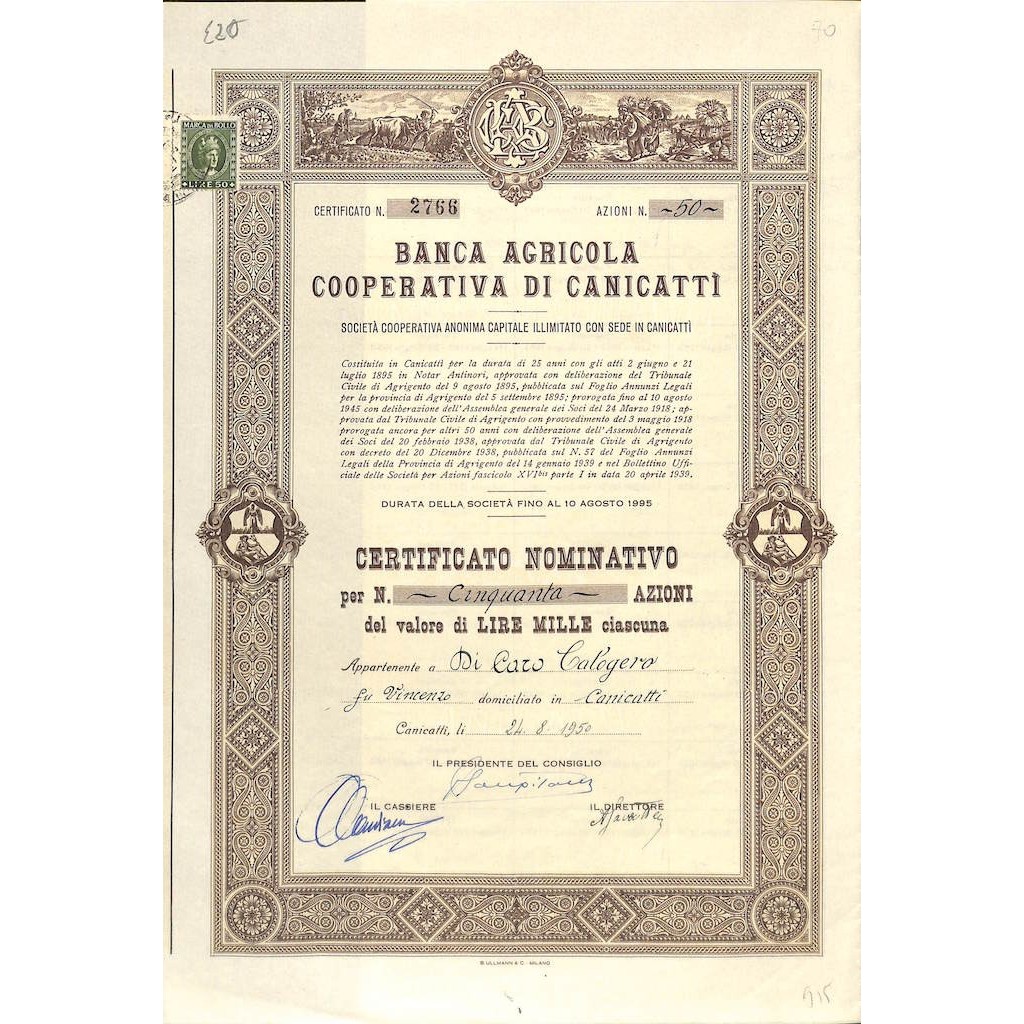 £20
70
MARCA DA BOLLO
LIRE 50
CERTIFICATO N. 2766
AZIONI N. ~50~
BANCA AGRICOLA
COOPERATIVA DI CANICATTÌ
SOCIETÀ COOPERATIVA ANONIMA CAPITALE ILLIMITATO CON SEDE IN CANICATTÌ
Costituita in Canicattì per la durata di 25 anni con gli atti 2 giugno e 21
luglio 1895 in Notar Antinori, approvata con deliberazione del Tribunale
Civile di Agrigento del 9 agosto 1895, pubblicata sul Foglio Annunzi Legali
per la provincia di Agrigento del 5 settembre 1895; prorogata fino al 10 agosto
1945 con deliberazione dell'Assemblea generale dei Soci del 24 Marzo 1918; ap-
provata dal Tribunale Civile di Agrigento con provvedimento del 3 maggio 1918
prorogata ancora per altri 50 anni con deliberazione dell'Assemblea generale
dei Soci del 20 febbraio 1938, approvata dal Tribunale Civile di Agrigento
con decreto del 20 Dicembre 1938, pubblicata sul N. 57 del Foglio Annunzi
Legali della Provincia di Agrigento del 14 gennaio 1939 e nel Bollettino Uffi-
ciale delle Società per Azioni fascicolo XVI bis parte I in data 20 aprile 1939.
DURATA DELLA SOCIETÀ FINO AL 10 AGOSTO 1995
CERTIFICATO NOMINATIVO
per N. ~ Cinquanta ~ AZIONI
del valore di LIRE MILLE ciascuna
Appartenente a Di Caro Calogero
fu Vincenzo domiciliato in Canicattì
Canicattì, li 24. 8. 1950
IL PRESIDENTE DEL CONSIGLIO
IL CASSIERE
IL DIRETTORE
B. ULLMANN & C. - MILANO